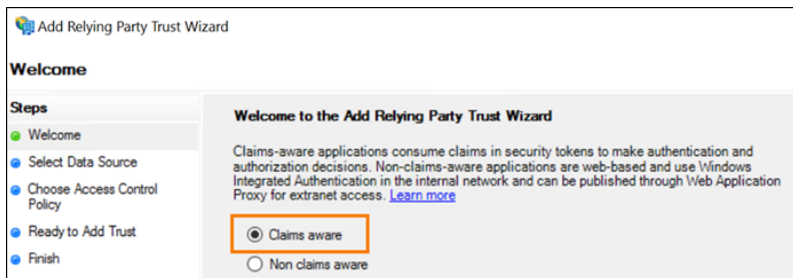 Add Relying Party Trust Wizard
Welcome
Steps
Welcome
Select Data Source
Choose Access Control
Policy
Ready to Add Trust
Finish
Welcome to the Add Relying Party Trust Wizard
Claims-aware applications consume claims in security tokens to make authentication and
authorization decisions. Non-claims-aware applications are web-based and use Windows
Integrated Authentication in the internal network and can be published through Web Application
Proxy for extranet access. Learn more
Claims aware
Non claims aware